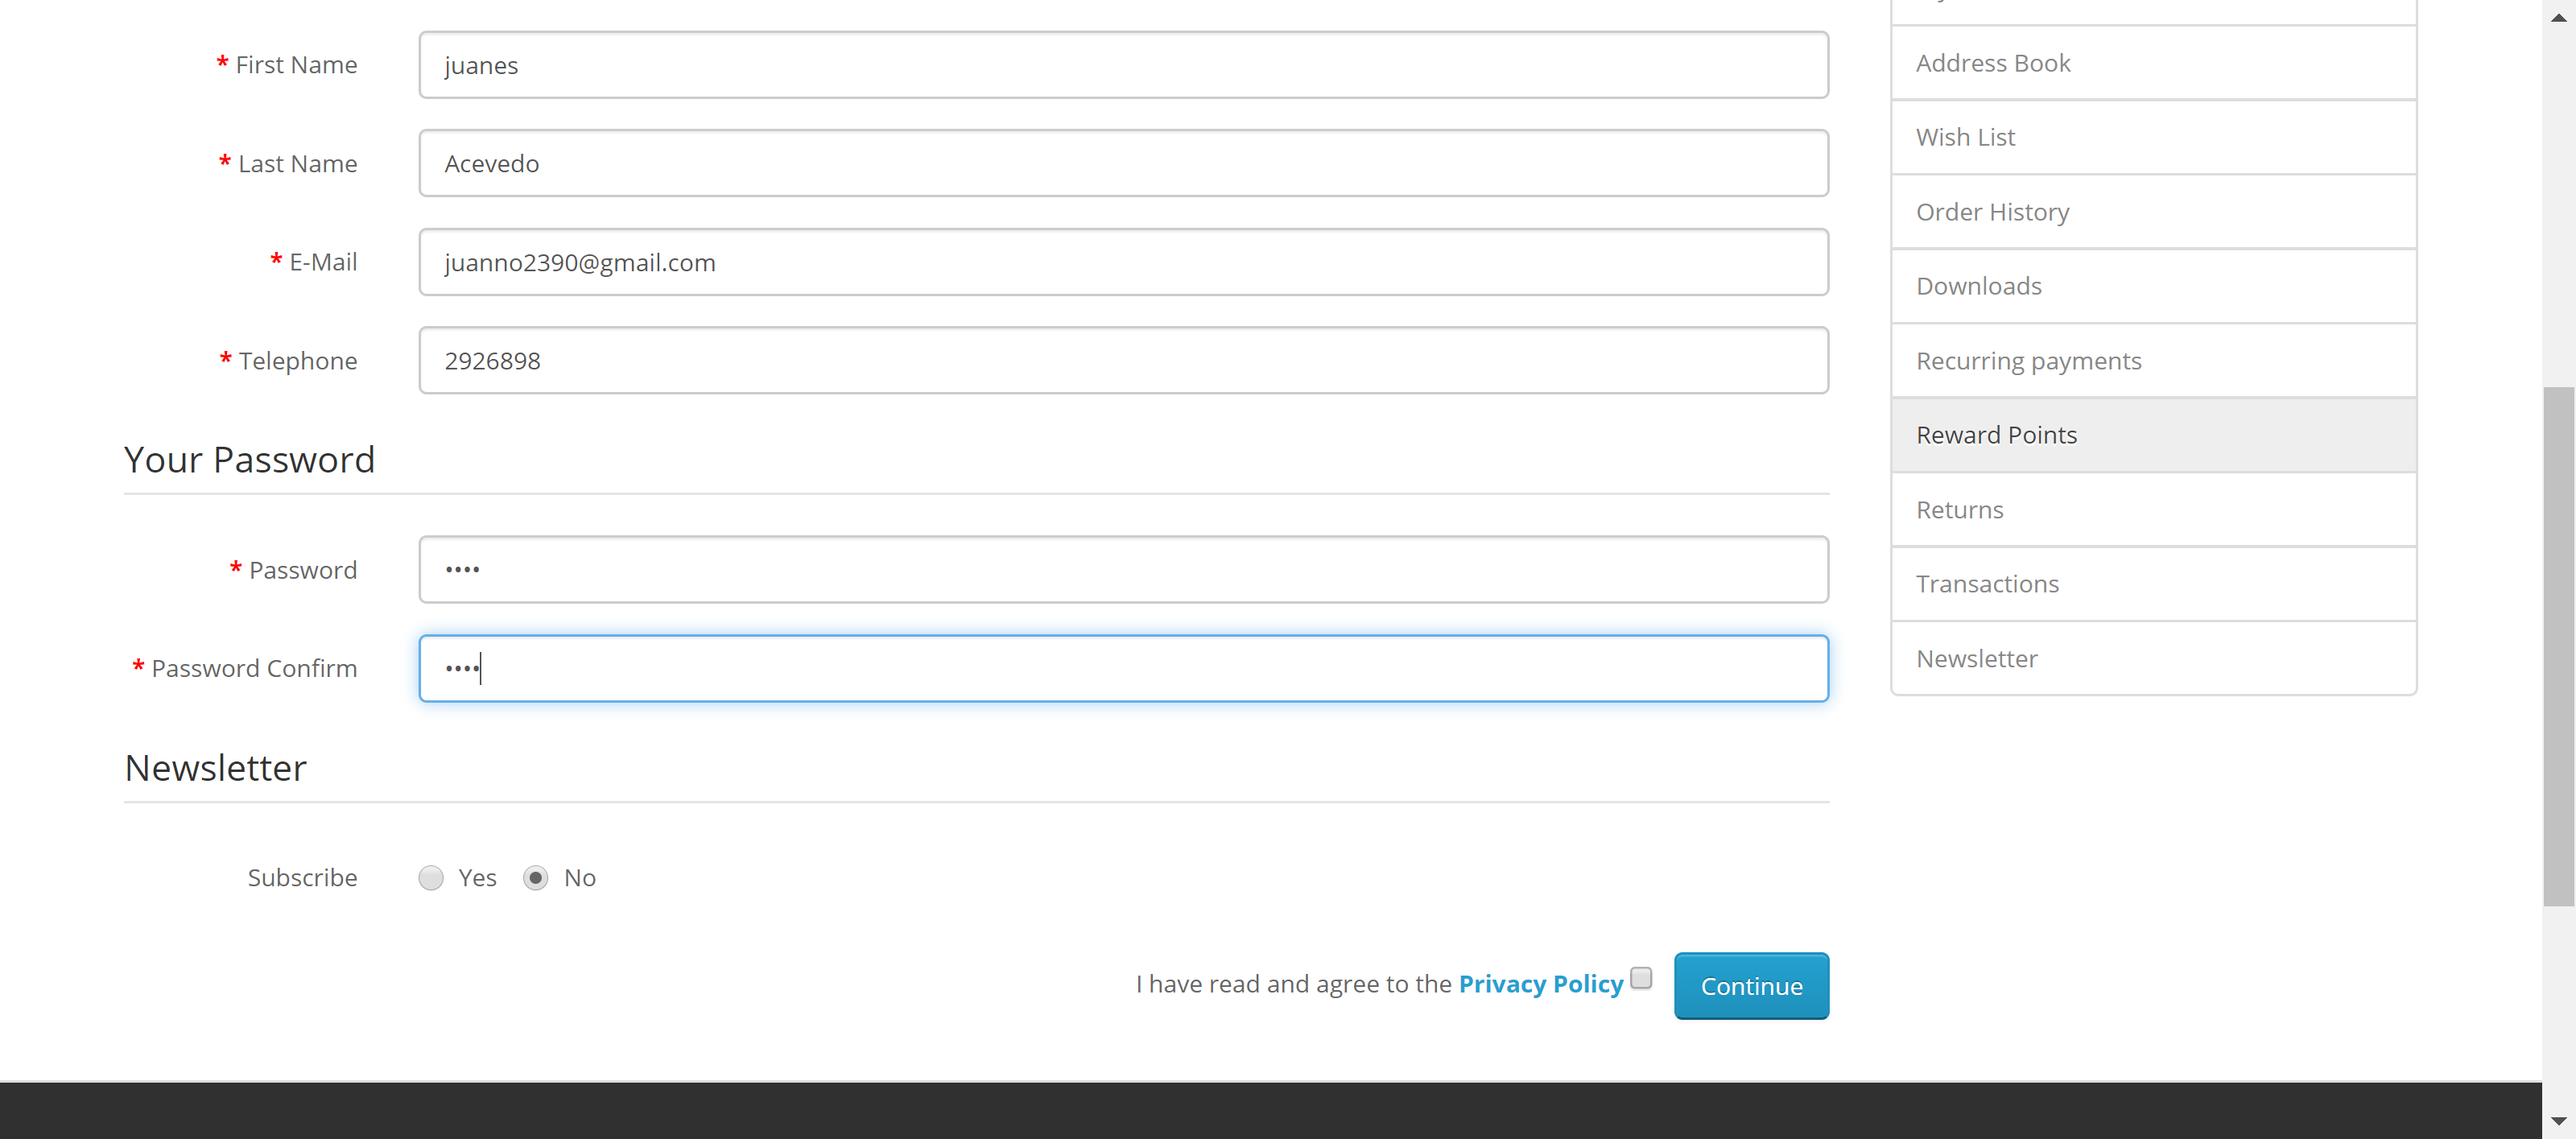 * First Name
juanes
* Last Name
Acevedo
* E-Mail
juanno2390@gmail.com
* Telephone
2926898
Your Password
* Password
••••
* Password Confirm
••••
Newsletter
Subscribe
Yes
No
I have read and agree to the Privacy Policy
Continue
Address Book
Wish List
Order History
Downloads
Recurring payments
Reward Points
Returns
Transactions
Newsletter